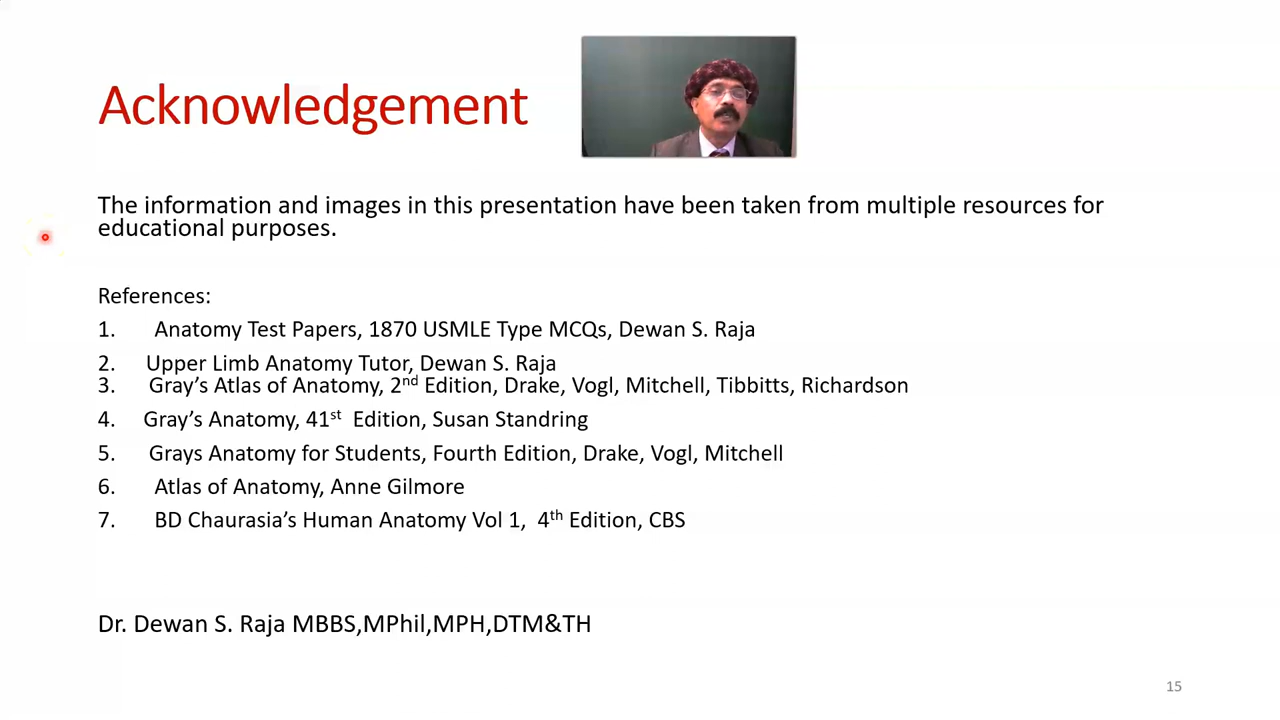 Acknowledgement
The information and images in this presentation have been taken from multiple resources for
educational purposes.
References:
1. Anatomy Test Papers, 1870 USMLE Type MCQs, Dewan S. Raja
2. Upper Limb Anatomy Tutor, Dewan S. Raja
3. Gray’s Atlas of Anatomy, 2nd Edition, Drake, Vogl, Mitchell, Tibbitts, Richardson
4. Gray’s Anatomy, 41st Edition, Susan Standring
5. Grays Anatomy for Students, Fourth Edition, Drake, Vogl, Mitchell
6. Atlas of Anatomy, Anne Gilmore
7. BD Chaurasia’s Human Anatomy Vol 1, 4th Edition, CBS
Dr. Dewan S. Raja MBBS,MPhil,MPH,DTM&TH
15